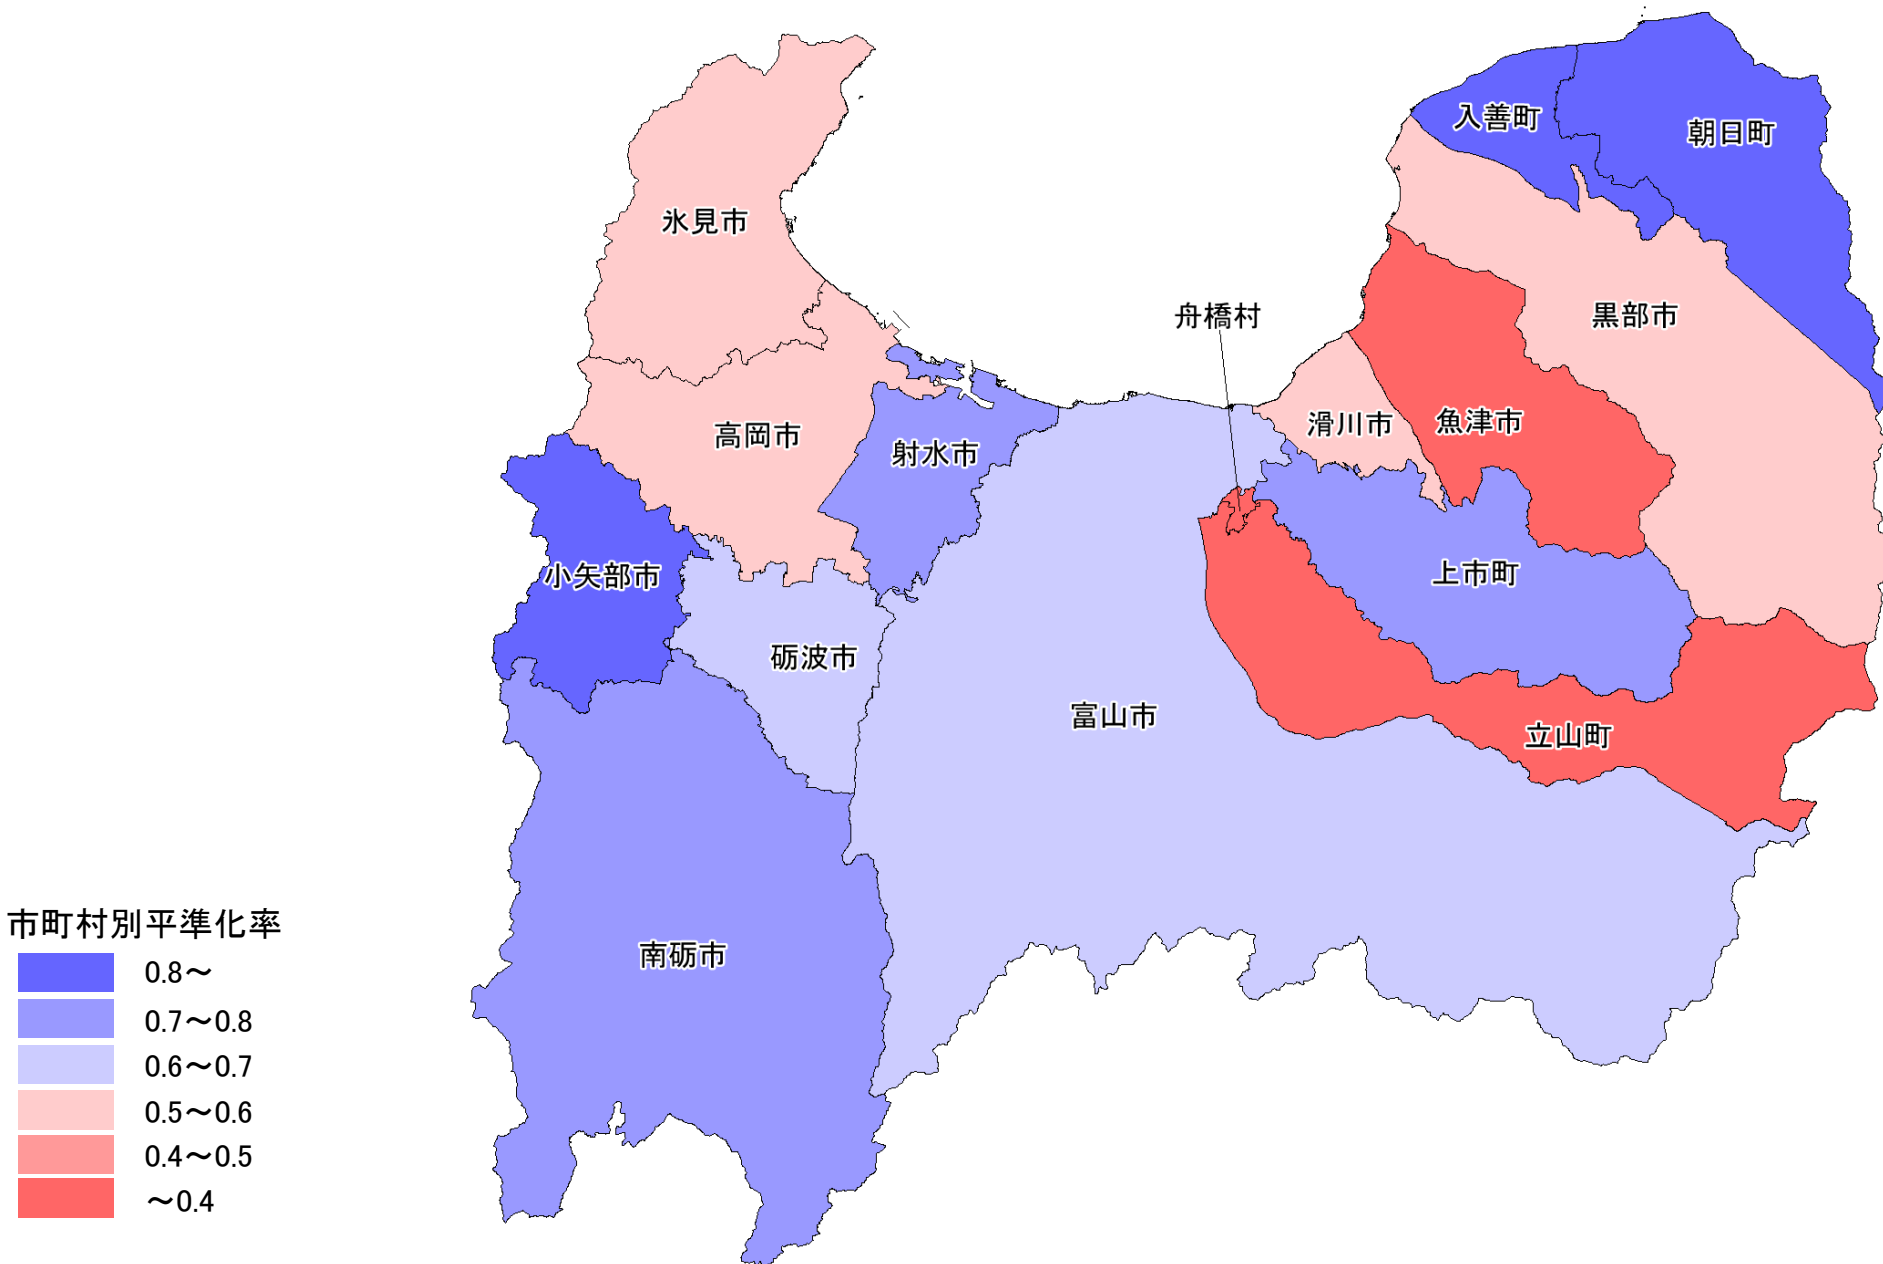 入善町
朝日町
氷見市
舟橋村
黒部市
高岡市
射水市
滑川市
魚津市
小矢部市
上市町
砺波市
富山市
立山町
南砺市
市町村別平準化率
0.8～
0.7～0.8
0.6～0.7
0.5～0.6
0.4～0.5
～0.4